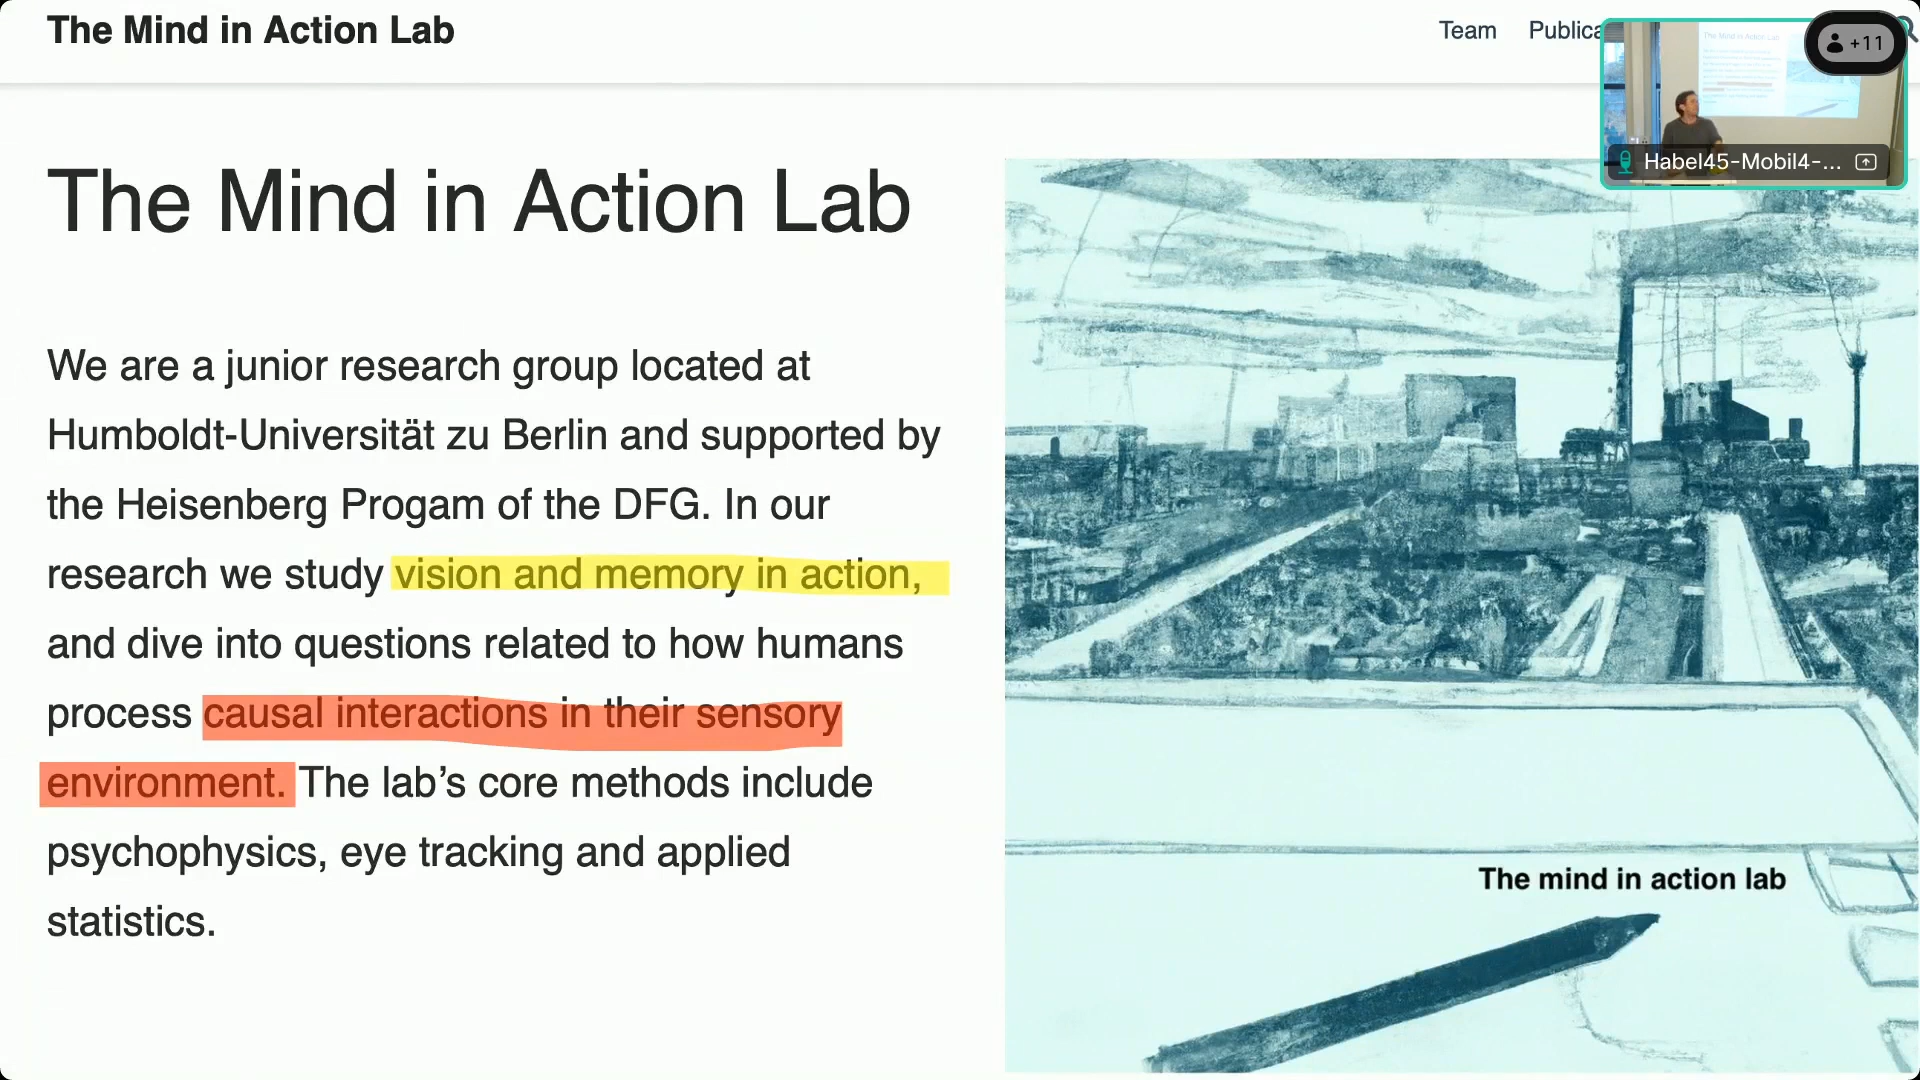 The Mind in Action Lab
Team
+11
Habel45-Mobil4-...
The Mind in Action Lab
We are a junior research group located at
Humboldt-Universität zu Berlin and supported by
the Heisenberg Progam of the DFG. In our
research we study vision and memory in action,
and dive into questions related to how humans
process causal interactions in their sensory
environment. The lab’s core methods include
psychophysics, eye tracking and applied
statistics.
The mind in action lab